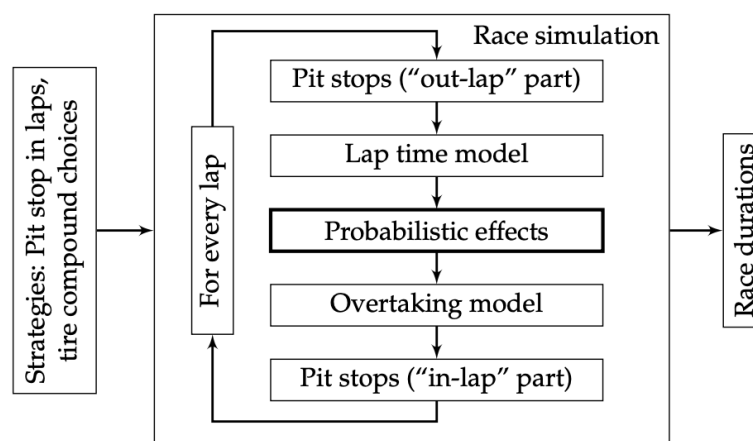 Strategies: Pit stop in laps,
tire compound choices
Race simulation
For every lap
Pit stops (“out-lap” part)
Lap time model
Probabilistic effects
Overtaking model
Pit stops (“in-lap” part)
Race durations